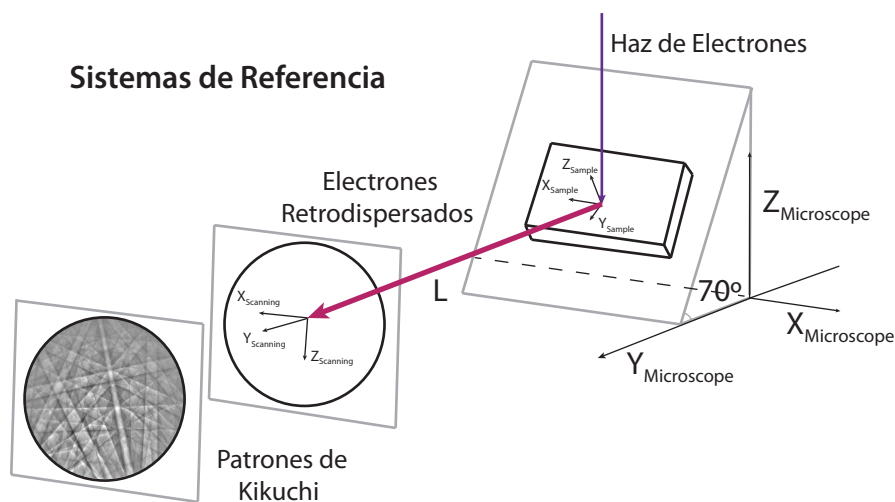 Haz de Electrones
Sistemas de Referencia
Z Sample
X Sample
Y Sample
Electrones
Retrodispersados
Z Microscope
L
70º
X Microscope
Y Microscope
X Scanning
Y Scanning
Z Scanning
Patrones de
Kikuchi